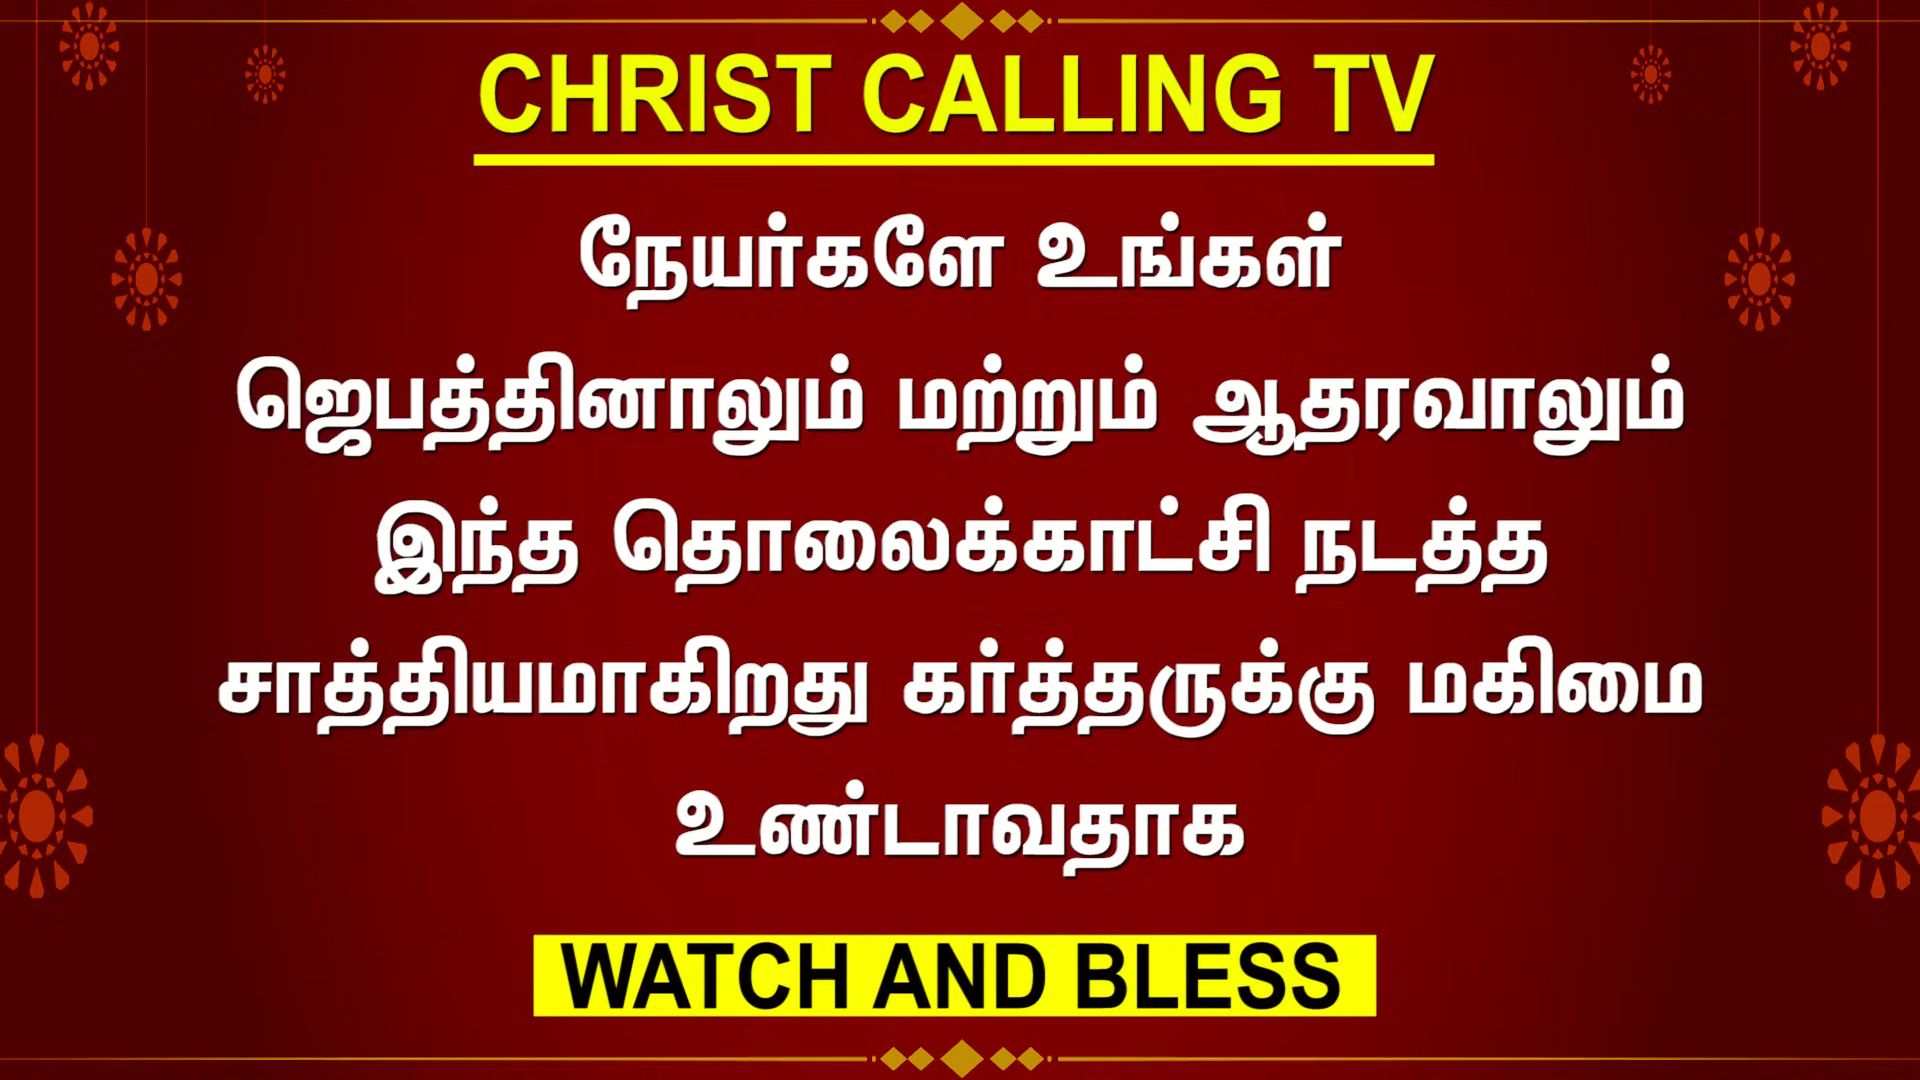 CHRIST CALLING TV
நேயர்களே உங்கள்
ஜெபத்தினாலும் மற்றும் ஆதரவாலும்
இந்த தொலைக்காட்சி நடத்த
சாத்தியமாகிறது கர்த்தருக்கு மகிமை
உண்டாவதாக
WATCH AND BLESS